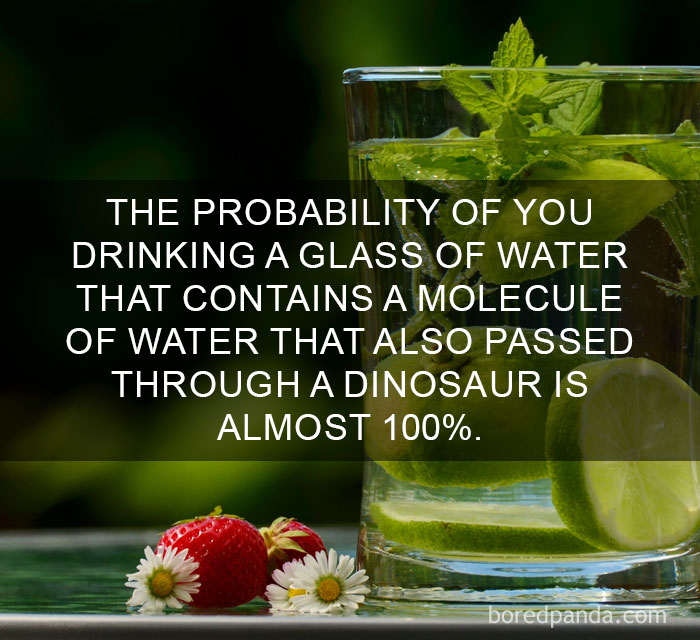 THE PROBABILITY OF YOU
DRINKING A GLASS OF WATER
THAT CONTAINS A MOLECULE
OF WATER THAT ALSO PASSED
THROUGH A DINOSAUR IS
ALMOST 100%.
boredpanda.com